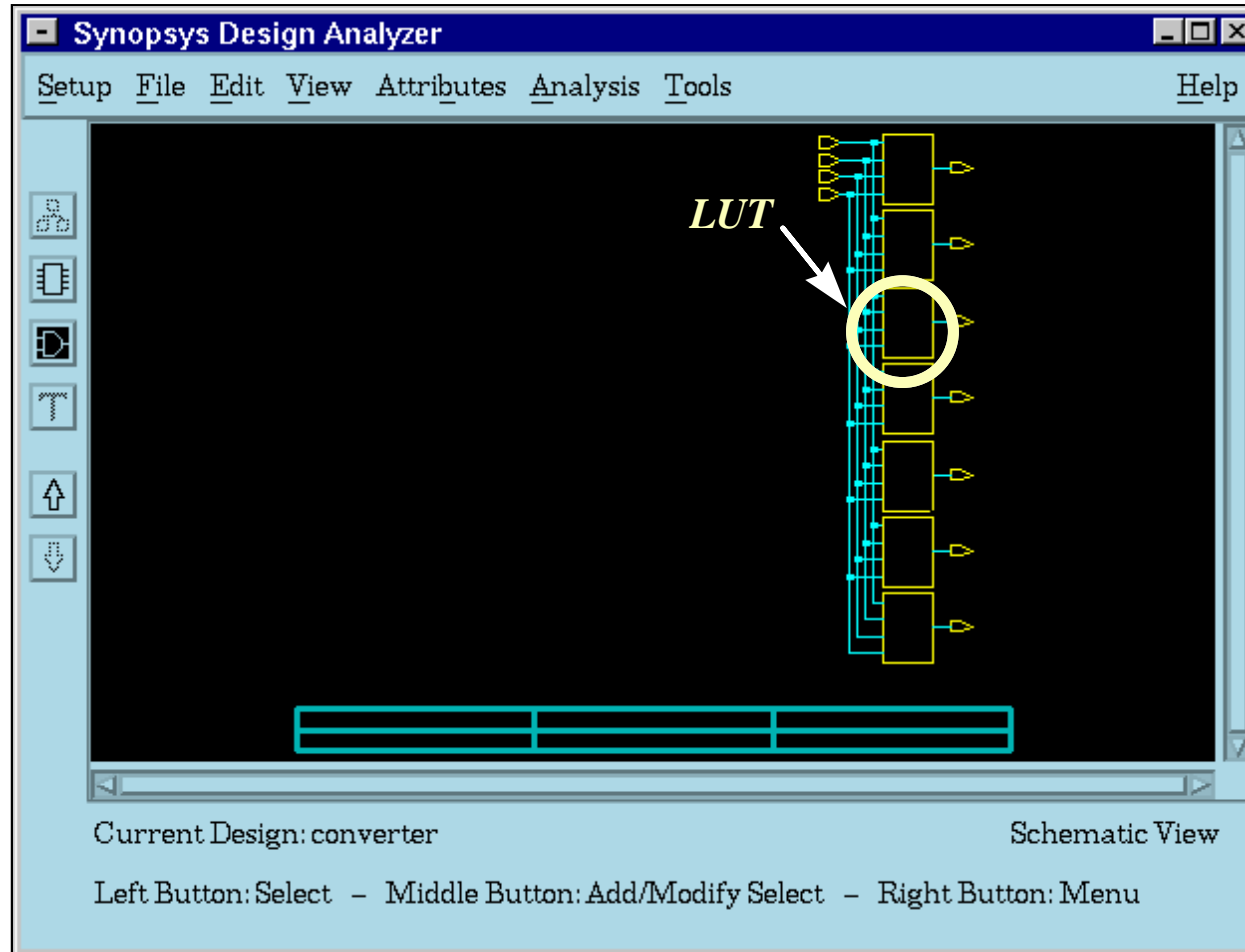 Synopsys Design Analyzer
Setup File Edit View Attributes Analysis Tools Help
LUT
Current Design: converter Schematic View
Left Button: Select – Middle Button: Add/Modify Select – Right Button: Menu